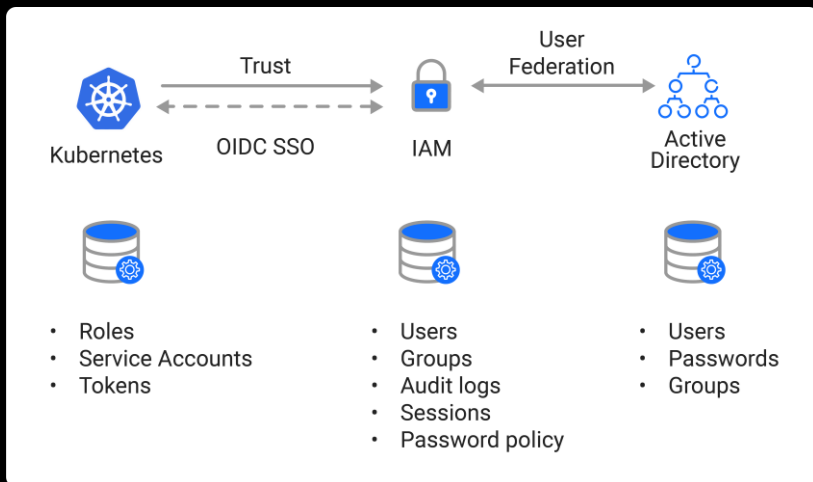 Trust
User
Federation
Kubernetes
OIDC SSO
IAM
Active
Directory
• Roles
• Service Accounts
• Tokens
• Users
• Groups
• Audit logs
• Sessions
• Password policy
• Users
• Passwords
• Groups